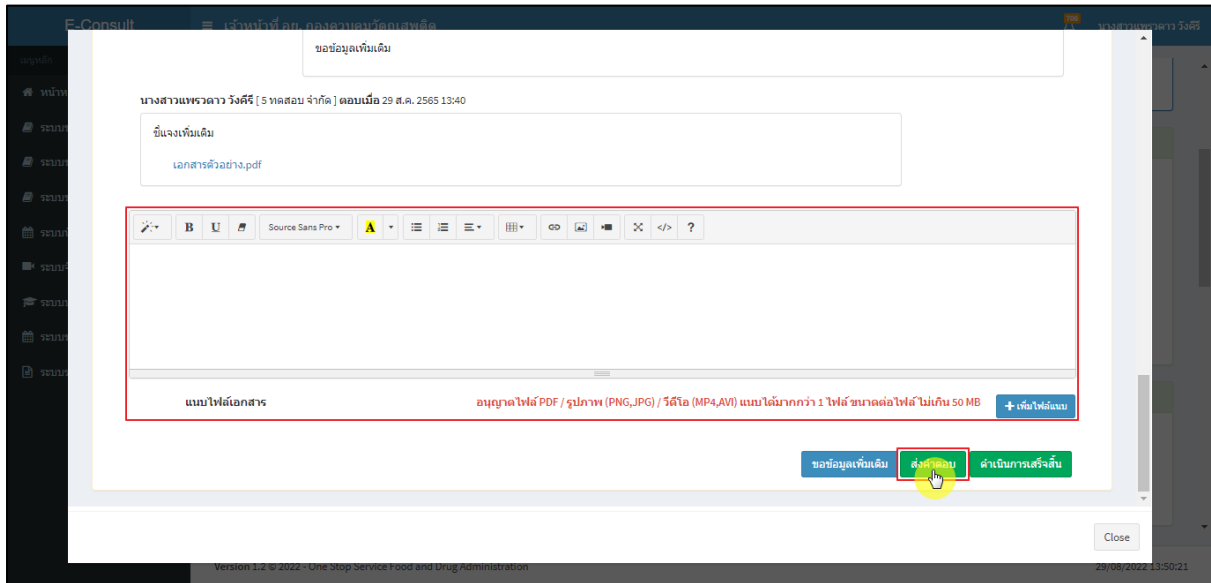 E-Consult
เจ้าหน้าที่ อย. กองควบคุมวัตถุเสพติด
นางสาวแพรวดาว วังคีรี
เมนูหลัก
ขอข้อมูลเพิ่มเติม
นางสาวแพรวดาว วังคีรี [ 5 ทดสอบ จำกัด ] ตอบเมื่อ 29 ส.ค. 2565 13:40
ชี้แจงเพิ่มเติม
เอกสารตัวอย่าง.pdf
B U Source Sans Pro A </> ?
แนบไฟล์เอกสาร
อนุญาตไฟล์ PDF / รูปภาพ (PNG,JPG) / วีดีโอ (MP4,AVI) แนบได้มากกว่า 1 ไฟล์ ขนาดต่อไฟล์ ไม่เกิน 50 MB
เพิ่มไฟล์แนบ
ขอข้อมูลเพิ่มเติม ส่งคำตอบ ดำเนินการเสร็จสิ้น
Close
Version 1.2 © 2022 - One Stop Service Food and Drug Administration
29/08/2022 13:50:21